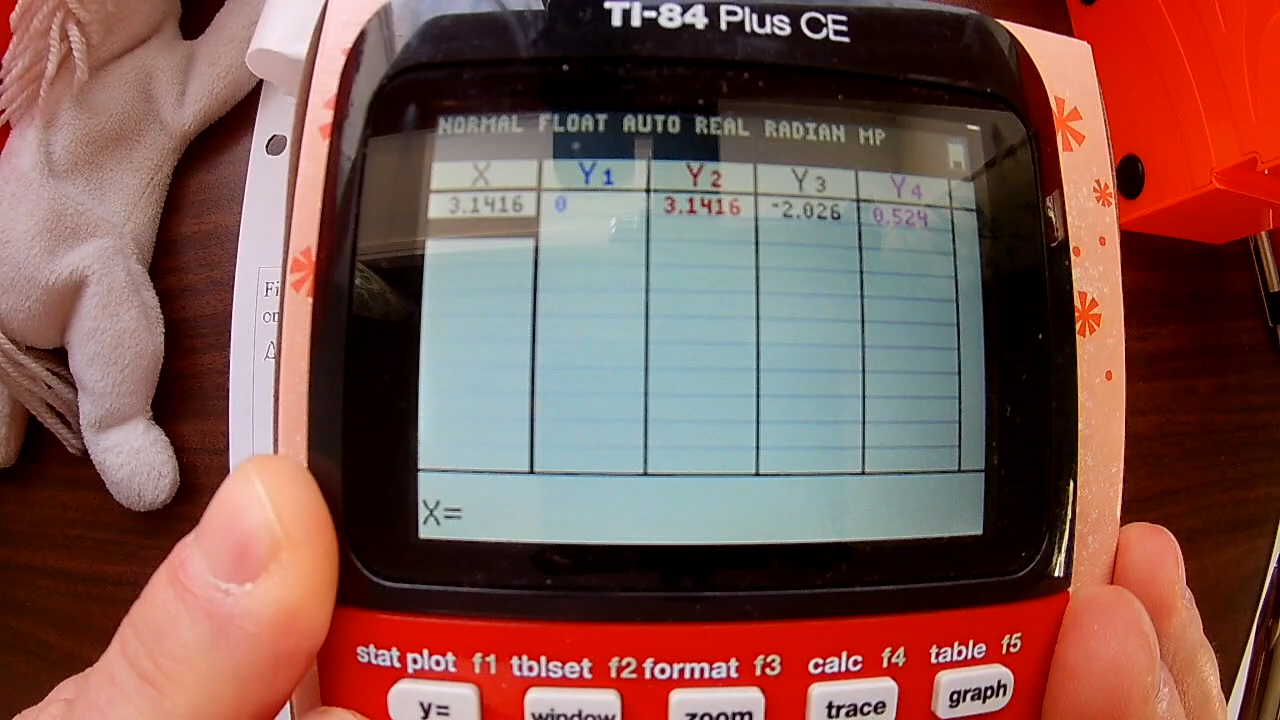 TI-84 Plus CE
NORMAL FLOAT AUTO REAL RADIAN MP
X Y1 Y2 Y3 Y4
3.1416 0 3.1416 -2.026 0.524
X=
Fi
on
A
stat plot f1 tblset f2 format f3 calc f4 table f5
y= window zoom trace graph